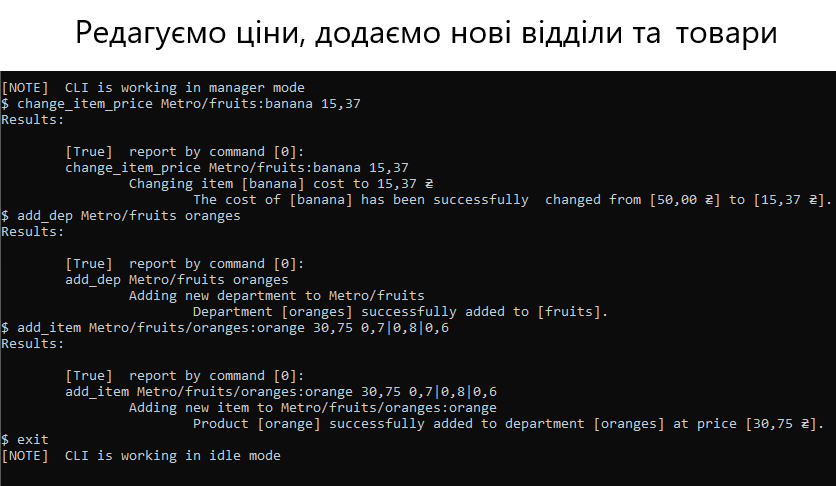 Редагуємо ціни, додаємо нові відділи та товари
[NOTE]  CLI is working in manager mode
$ change_item_price Metro/fruits:banana 15,37
Results:
[True]  report by command [0]:
change_item_price Metro/fruits:banana 15,37
Changing item [banana] cost to 15,37 ₴
The cost of [banana] has been successfully  changed from [50,00 ₴] to [15,37 ₴].
$ add_dep Metro/fruits oranges
Results:
[True]  report by command [0]:
add_dep Metro/fruits oranges
Adding new department to Metro/fruits
Department [oranges] successfully added to [fruits].
$ add_item Metro/fruits/oranges:orange 30,75 0,7|0,8|0,6
Results:
[True]  report by command [0]:
add_item Metro/fruits/oranges:orange 30,75 0,7|0,8|0,6
Adding new item to Metro/fruits/oranges:orange
Product [orange] successfully added to department [oranges] at price [30,75 ₴].
$ exit
[NOTE]  CLI is working in idle mode